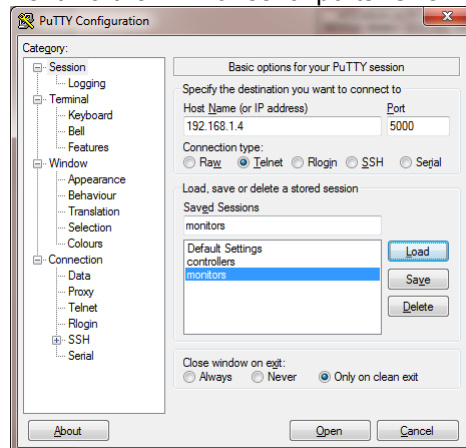 PuTTY Configuration
Category:
Session
Logging
Terminal
Keyboard
Bell
Features
Window
Appearance
Behaviour
Translation
Selection
Colours
Connection
Data
Proxy
Telnet
Rlogin
SSH
Serial
Basic options for your PuTTY session
Specify the destination you want to connect to
Host Name (or IP address) Port
192.168.1.4 5000
Connection type:
Raw Telnet Rlogin SSH Serial
Load, save or delete a stored session
Saved Sessions
monitors
Default Settings
controllers
monitors
Load
Save
Delete
Close window on exit:
Always Never Only on clean exit
About Open Cancel